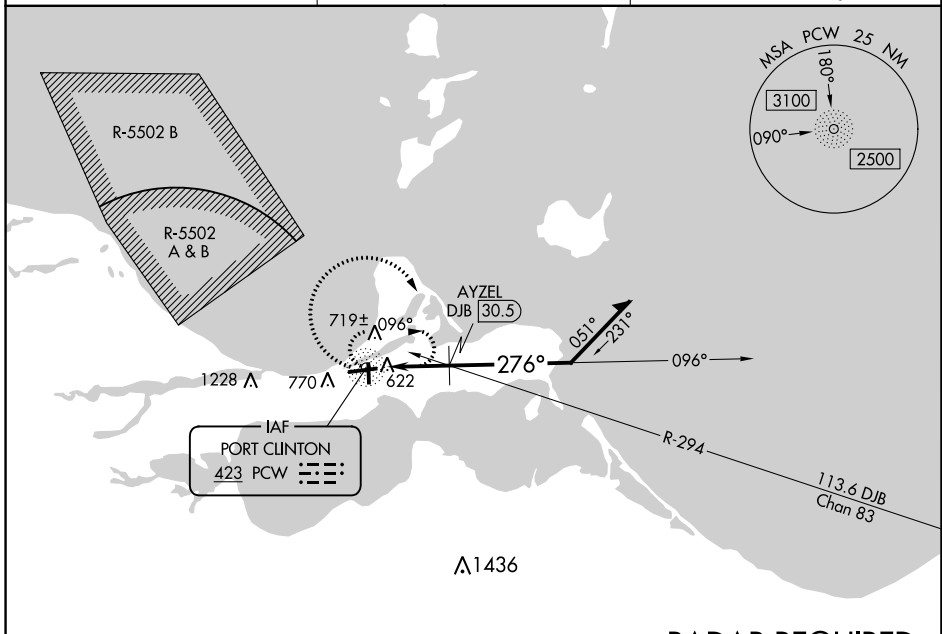 MSA PCW 25 NM
180°
3100
090°
2500
R-5502 B
R-5502
A & B
AYZEL
DJB 30.5
719± 096°
051°
231°
276°
096°
1228
770
622
IAF
PORT CLINTON
423 PCW
R-294
113.6 DJB
Chan 83
1436
RADAR REQUIRED